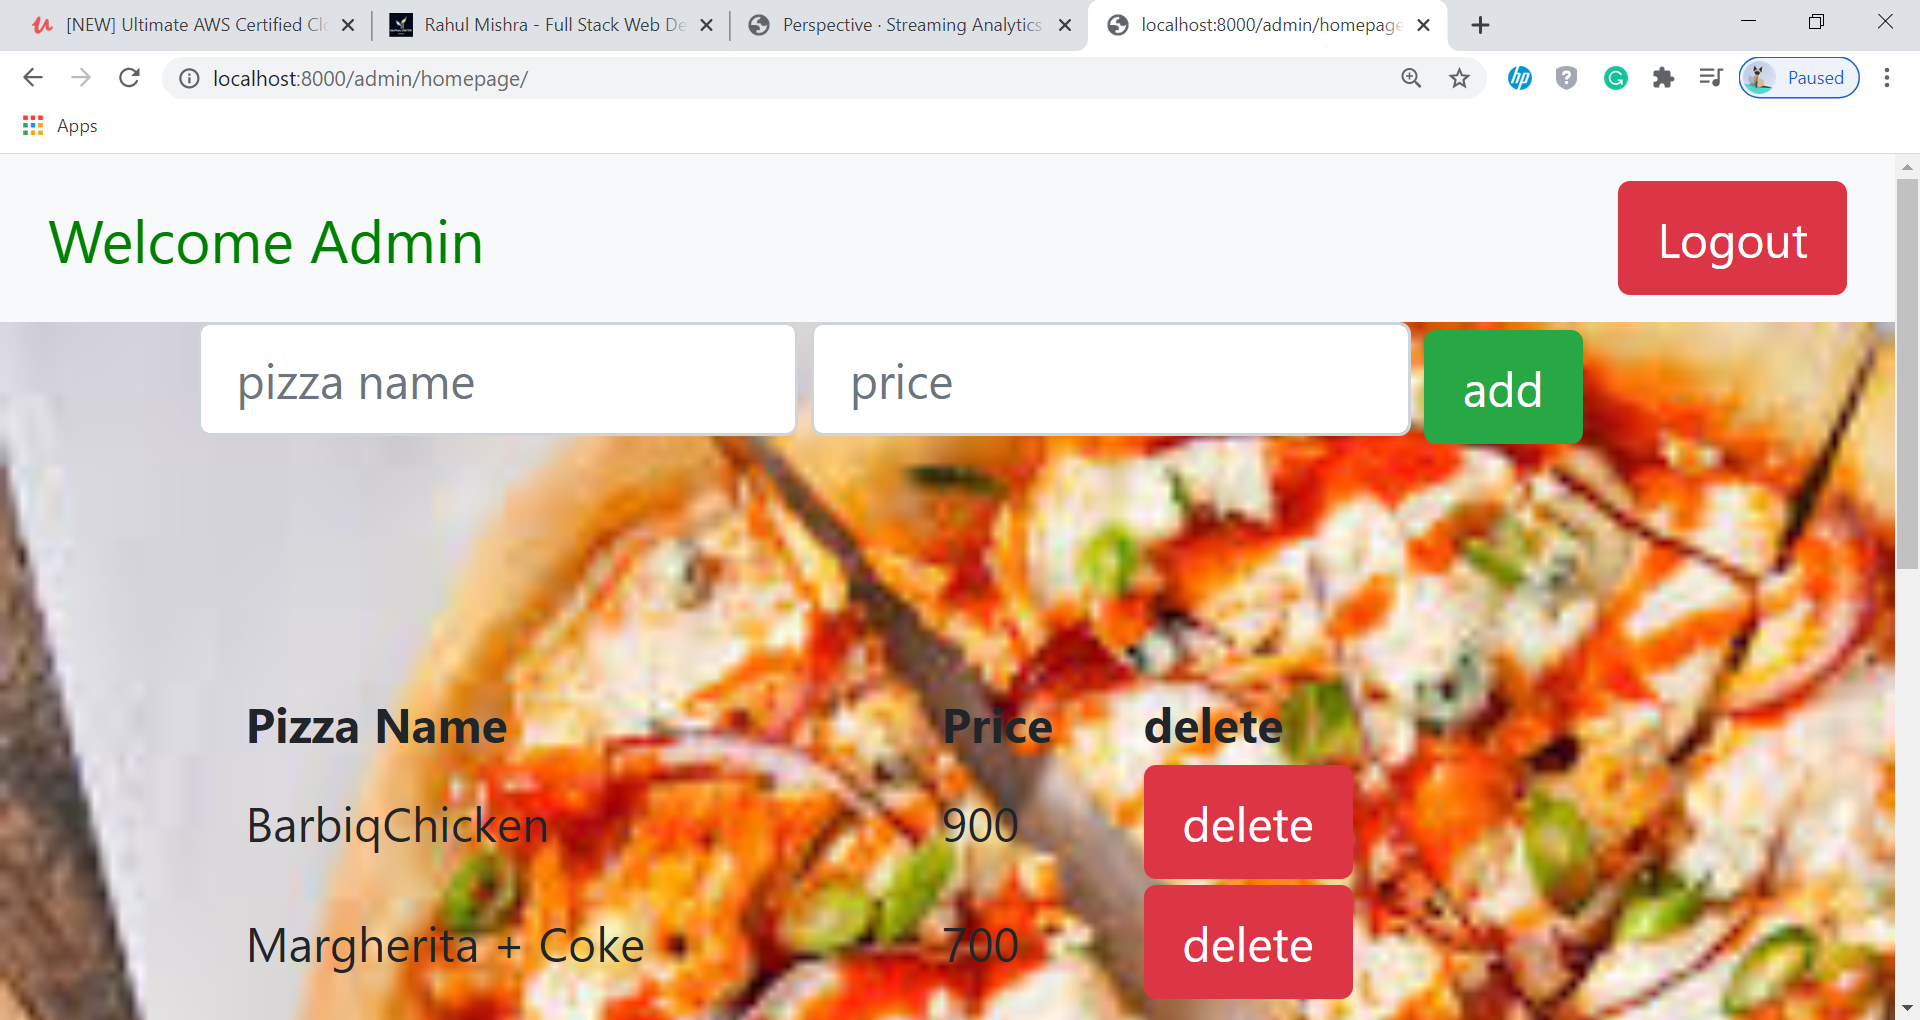 [NEW] Ultimate AWS Certified Cl
Rahul Mishra - Full Stack Web De
Perspective · Streaming Analytics
localhost:8000/admin/homepage
localhost:8000/admin/homepage/
Paused
Apps
Welcome Admin
Logout
pizza name
price
add
Pizza Name Price delete
BarbiqChicken 900 delete
Margherita + Coke 700 delete